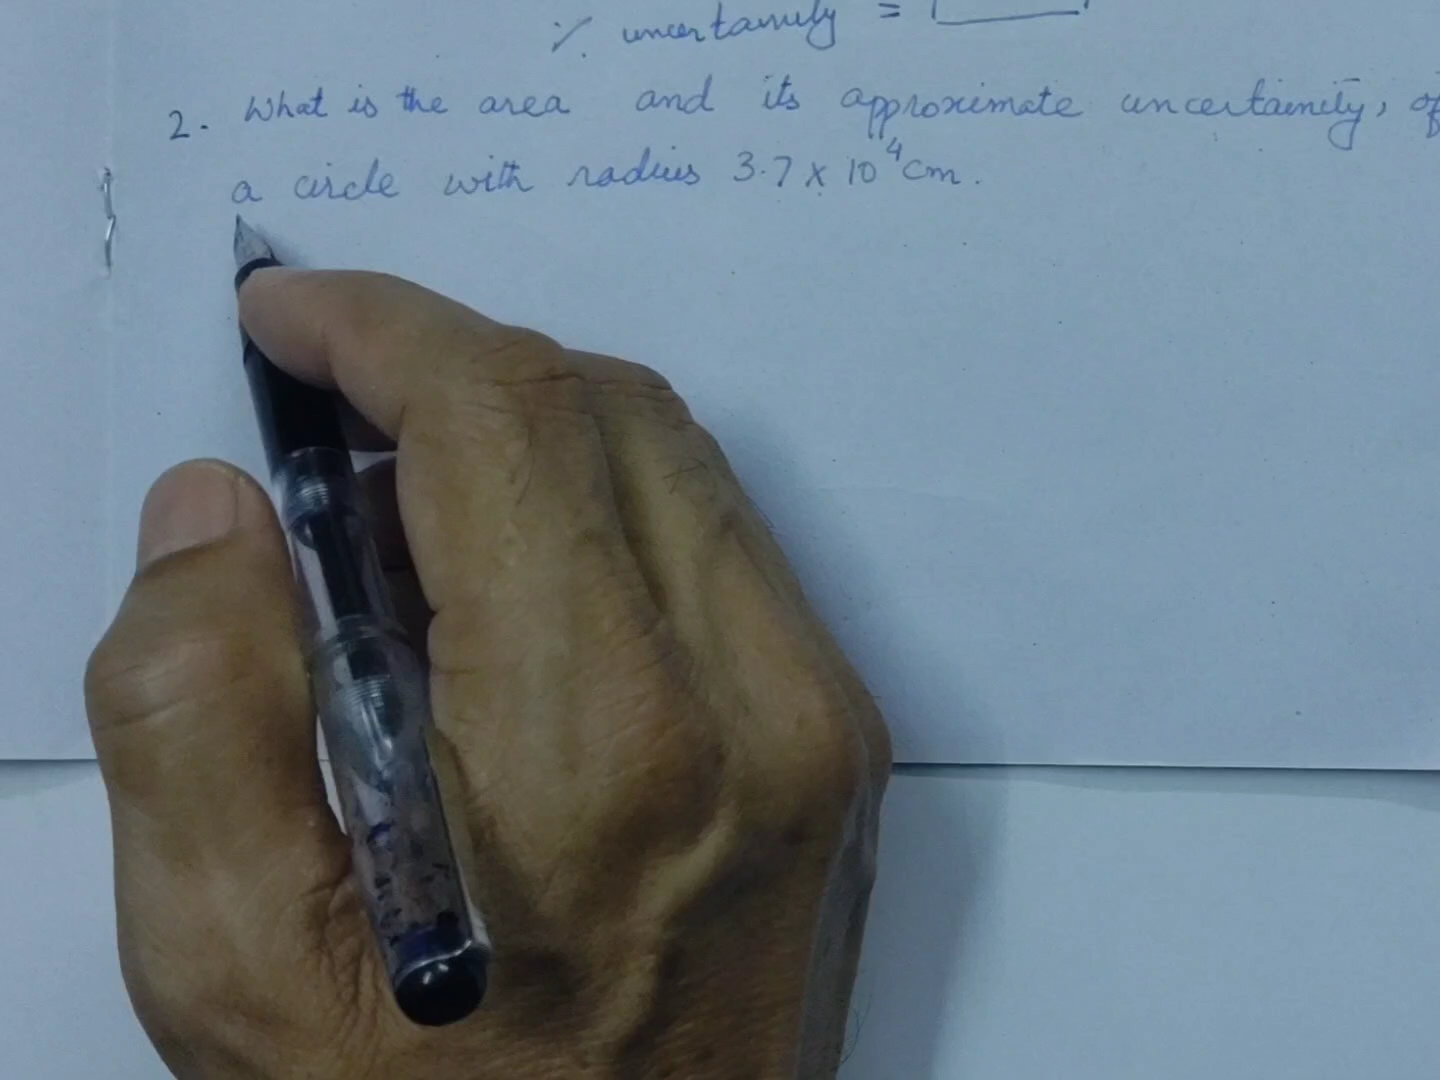 % uncertainity =
2. What is the area and its approximate uncertainity, of
a circle with radius 3.7 x 10⁴ cm.